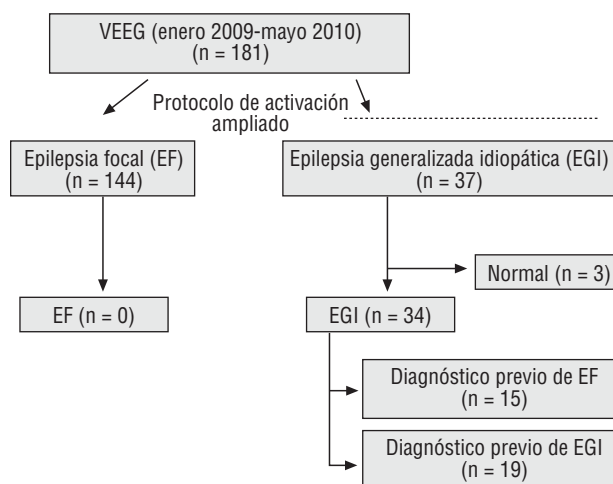 VEEG (enero 2009-mayo 2010)
(n = 181)
Protocolo de activación
ampliado
Epilepsia focal (EF)
(n = 144)
Epilepsia generalizada idiopática (EGI)
(n = 37)
Normal (n = 3)
EF (n = 0)
EGI (n = 34)
Diagnóstico previo de EF
(n = 15)
Diagnóstico previo de EGI
(n = 19)